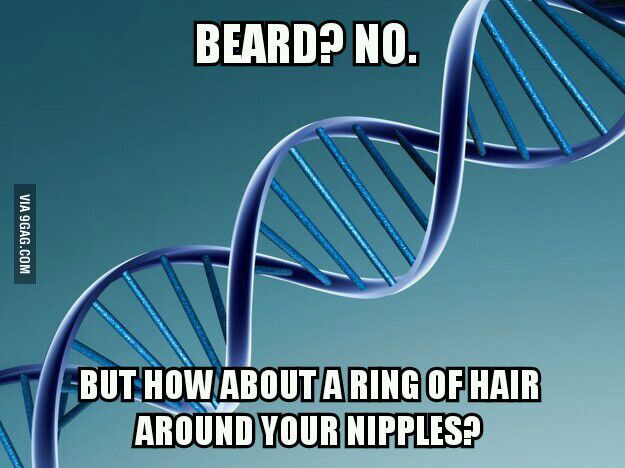 BEARD? NO.
VIA 9GAG.COM
BUT HOW ABOUT A RING OF HAIR
AROUND YOUR NIPPLES?